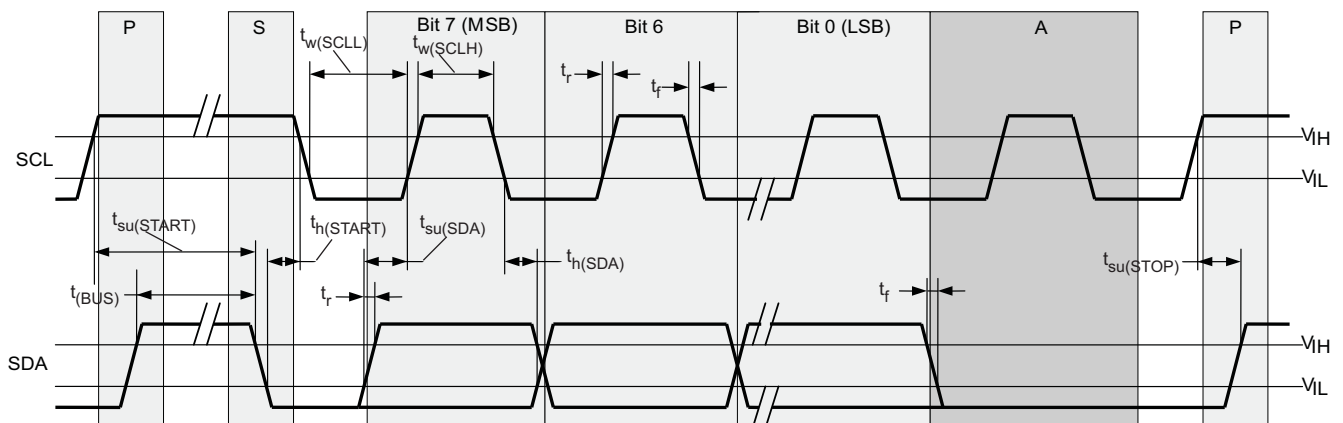 P
S
Bit 7 (MSB)
Bit 6
Bit 0 (LSB)
A
P
tw(SCLL)
tw(SCLH)
tr
tf
SCL
VIH
VIL
tsu(START)
th(START)
tsu(SDA)
th(SDA)
tsu(STOP)
t(BUS)
tr
tf
SDA
VIH
VIL